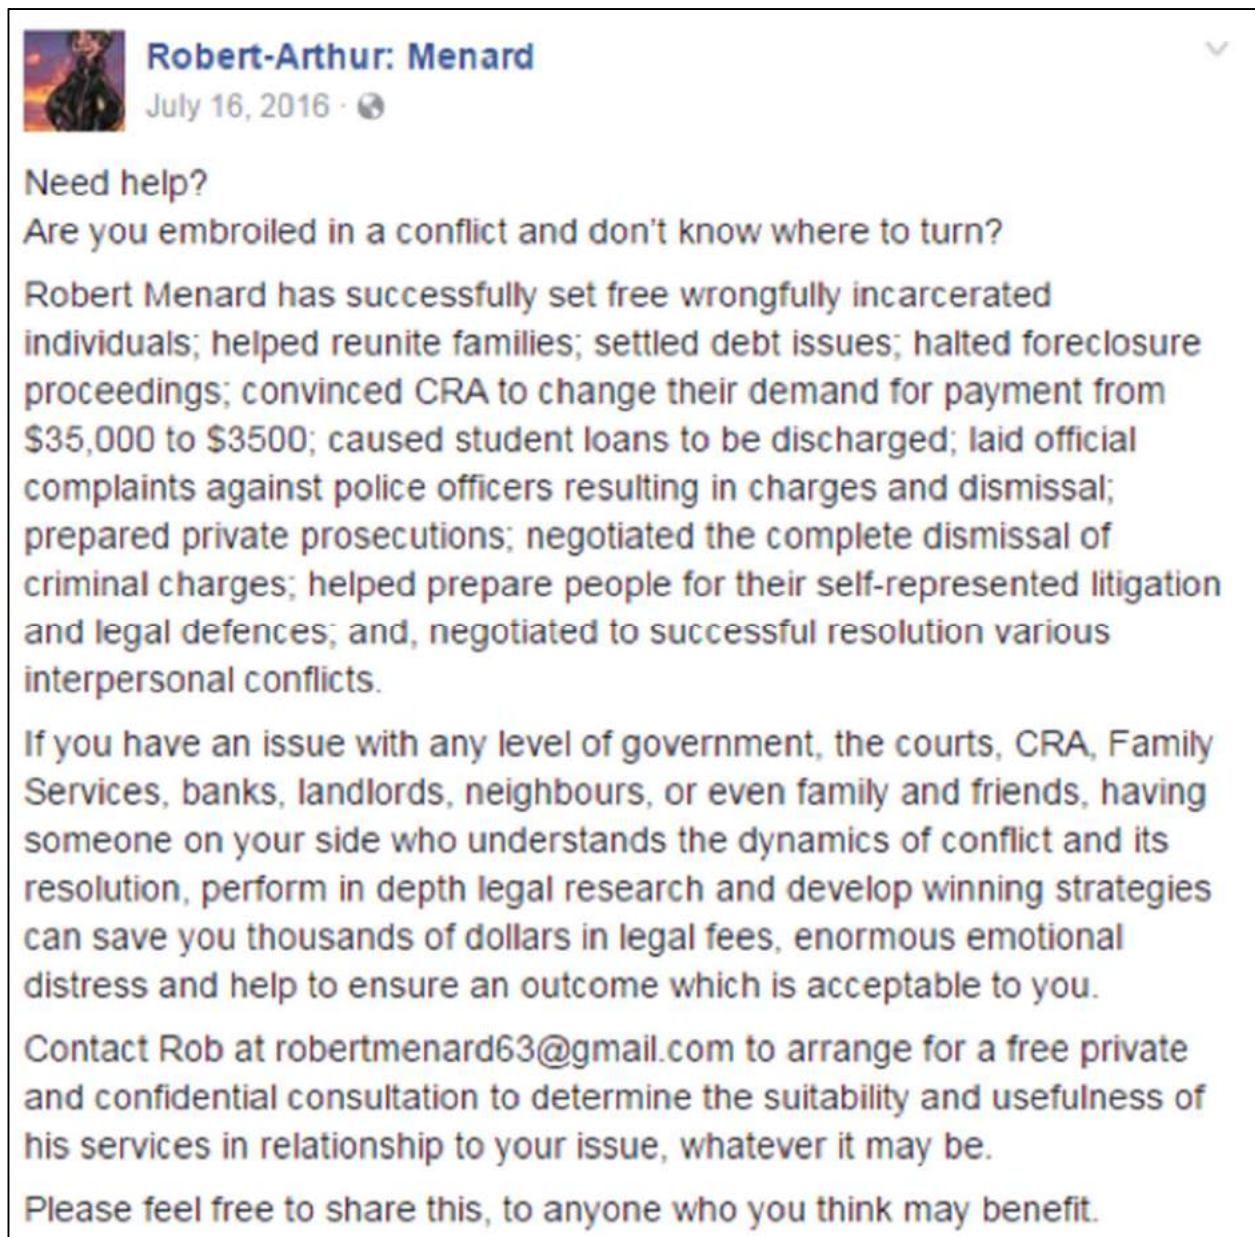 Robert-Arthur: Menard
July 16, 2016 ·
Need help?
Are you embroiled in a conflict and don't know where to turn?
Robert Menard has successfully set free wrongfully incarcerated
individuals; helped reunite families; settled debt issues; halted foreclosure
proceedings; convinced CRA to change their demand for payment from
$35,000 to $3500; caused student loans to be discharged; laid official
complaints against police officers resulting in charges and dismissal;
prepared private prosecutions; negotiated the complete dismissal of
criminal charges; helped prepare people for their self-represented litigation
and legal defences; and, negotiated to successful resolution various
interpersonal conflicts.
If you have an issue with any level of government, the courts, CRA, Family
Services, banks, landlords, neighbours, or even family and friends, having
someone on your side who understands the dynamics of conflict and its
resolution, perform in depth legal research and develop winning strategies
can save you thousands of dollars in legal fees, enormous emotional
distress and help to ensure an outcome which is acceptable to you.
Contact Rob at robertmenard63@gmail.com to arrange for a free private
and confidential consultation to determine the suitability and usefulness of
his services in relationship to your issue, whatever it may be.
Please feel free to share this, to anyone who you think may benefit.